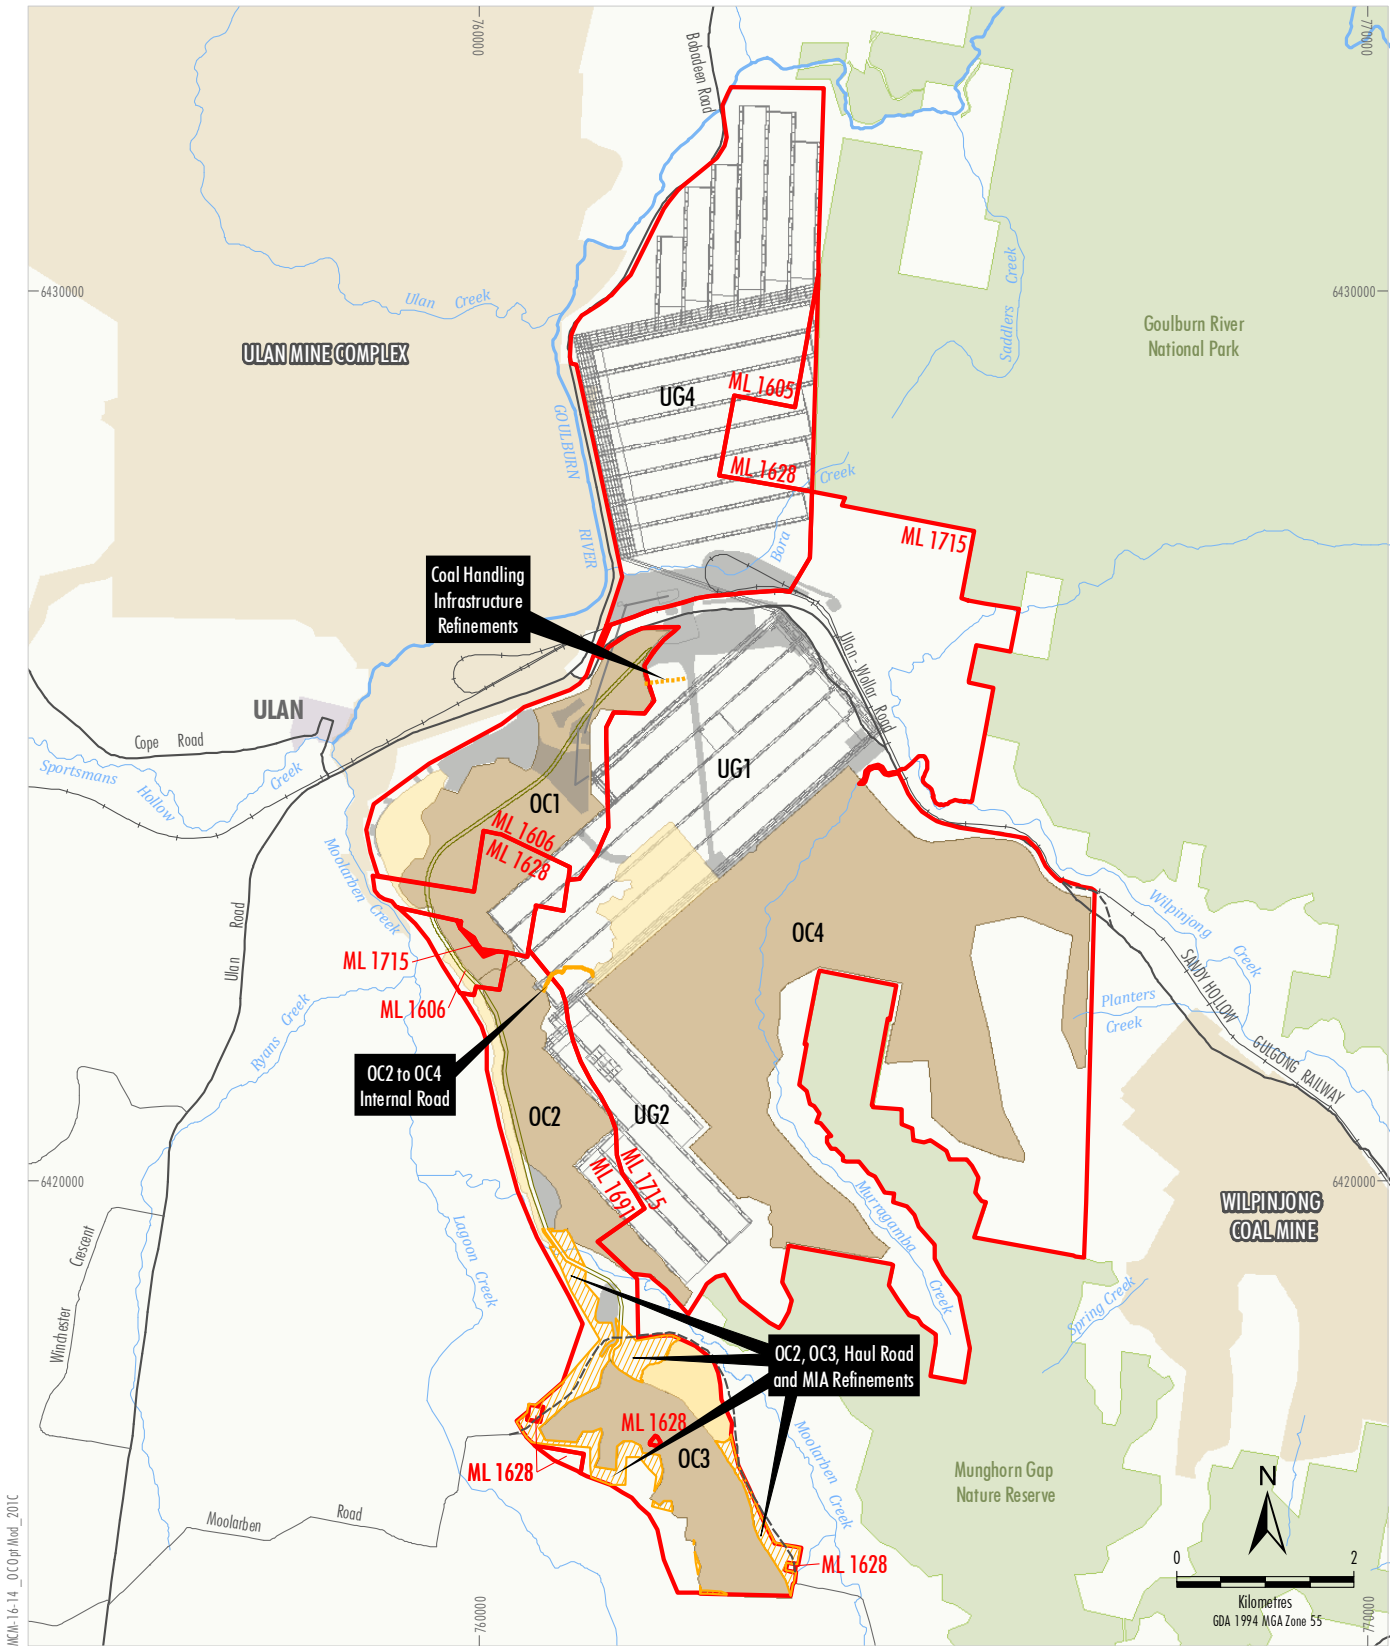 760000
770000
Bobadeen Road
6430000
6430000
Ulan Creek
Saddlers Creek
Goulburn River
National Park
ULAN MINE COMPLEX
ML 1605
UG4
GOULBURN RIVER
ML 1628
Creek
Bora
ML 1715
Coal Handling
Infrastructure
Refinements
Ulan - Wollar Road
ULAN
Cope Road
Sportsmans Hollow Creek
UG1
OC1
ML 1606
ML 1628
Moolarben Creek
Wilpinjong Creek
Ulan Road
OC4
ML 1715
SANDY HOLLOW GULGONG RAILWAY
Planters
Creek
ML 1606
Ryans Creek
OC2 to OC4
Internal Road
OC2
UG2
ML 1715
ML 1691
6420000
6420000
Murragamba Creek
WILPINJONG
COAL MINE
Lagoon Creek
Winchester Crescent
Spring Creek
OC2, OC3, Haul Road
and MIA Refinements
ML 1628
OC3
Moolarben Creek
ML 1628
Munghorn Gap
Nature Reserve
N
Moolarben Road
ML 1628
0 2
Kilometres
GDA 1994 MGA Zone 55
MCM-16-14 _OC Opt Mod_201C
760000
770000